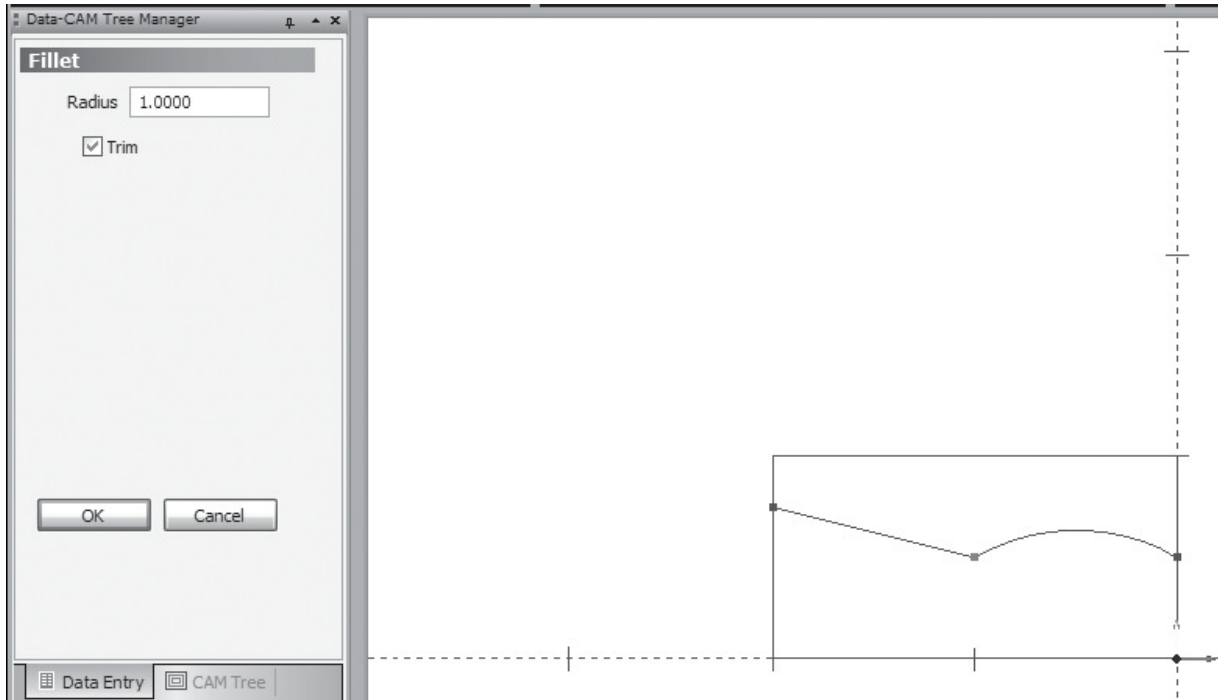 Data-CAM Tree Manager
Fillet
Radius 1.0000
Trim
OK Cancel
Data Entry CAM Tree